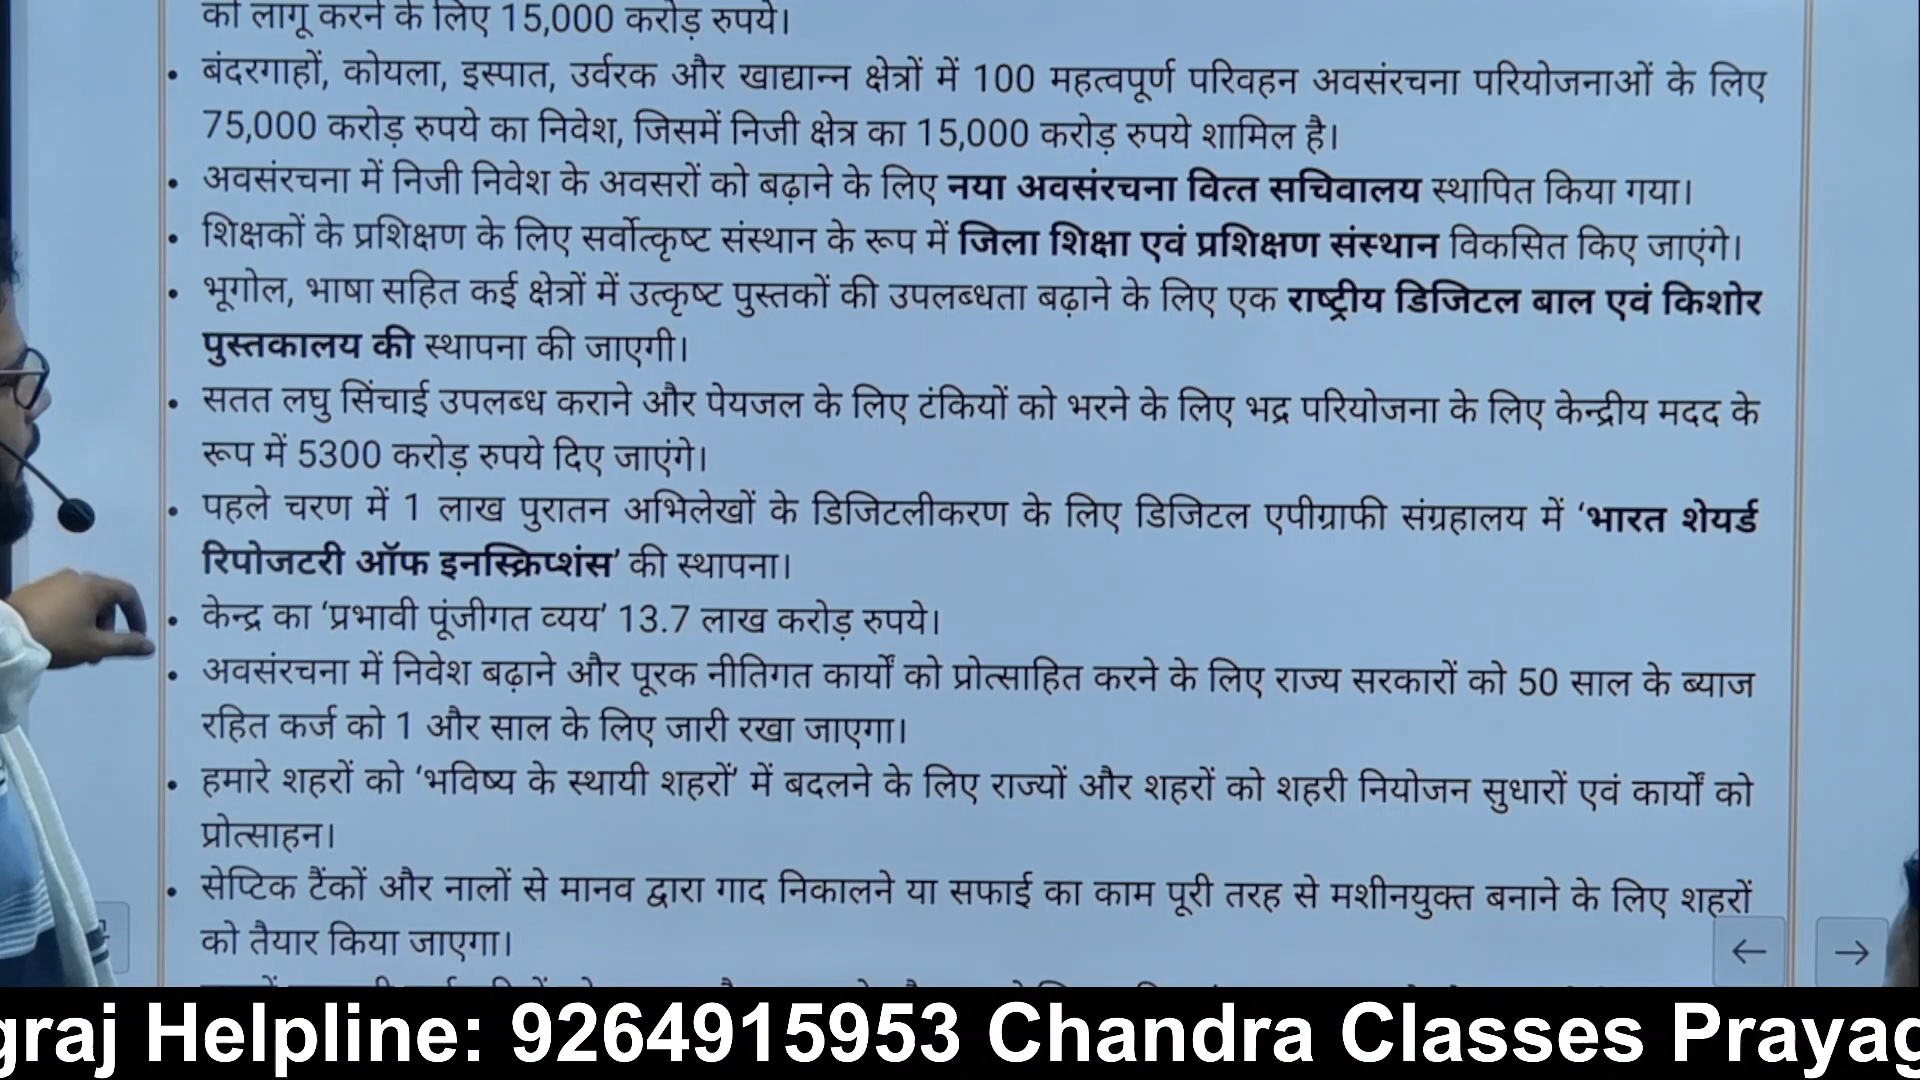 को लागू करने के लिए 15,000 करोड़ रुपये।
• बंदरगाहों, कोयला, इस्पात, उर्वरक और खाद्यान्न क्षेत्रों में 100 महत्वपूर्ण परिवहन अवसंरचना परियोजनाओं के लिए
75,000 करोड़ रुपये का निवेश, जिसमें निजी क्षेत्र का 15,000 करोड़ रुपये शामिल है।
• अवसंरचना में निजी निवेश के अवसरों को बढ़ाने के लिए नया अवसंरचना वित्त सचिवालय स्थापित किया गया।
• शिक्षकों के प्रशिक्षण के लिए सर्वोत्कृष्ट संस्थान के रूप में जिला शिक्षा एवं प्रशिक्षण संस्थान विकसित किए जाएंगे।
• भूगोल, भाषा सहित कई क्षेत्रों में उत्कृष्ट पुस्तकों की उपलब्धता बढ़ाने के लिए एक राष्ट्रीय डिजिटल बाल एवं किशोर
पुस्तकालय की स्थापना की जाएगी।
• सतत लघु सिंचाई उपलब्ध कराने और पेयजल के लिए टंकियों को भरने के लिए भद्र परियोजना के लिए केन्द्रीय मदद के
रूप में 5300 करोड़ रुपये दिए जाएंगे।
• पहले चरण में 1 लाख पुरातन अभिलेखों के डिजिटलीकरण के लिए डिजिटल एपीग्राफी संग्रहालय में ‘भारत शेयर्ड
रिपोजटरी ऑफ इनस्क्रिप्शंस’ की स्थापना।
• केन्द्र का ‘प्रभावी पूंजीगत व्यय’ 13.7 लाख करोड़ रुपये।
• अवसंरचना में निवेश बढ़ाने और पूरक नीतिगत कार्यों को प्रोत्साहित करने के लिए राज्य सरकारों को 50 साल के ब्याज
रहित कर्ज को 1 और साल के लिए जारी रखा जाएगा।
• हमारे शहरों को ‘भविष्य के स्थायी शहरों’ में बदलने के लिए राज्यों और शहरों को शहरी नियोजन सुधारों एवं कार्यों को
प्रोत्साहन।
• सेप्टिक टैंकों और नालों से मानव द्वारा गाद निकालने या सफाई का काम पूरी तरह से मशीनयुक्त बनाने के लिए शहरों
को तैयार किया जाएगा।
graj Helpline: 9264915953 Chandra Classes Prayag